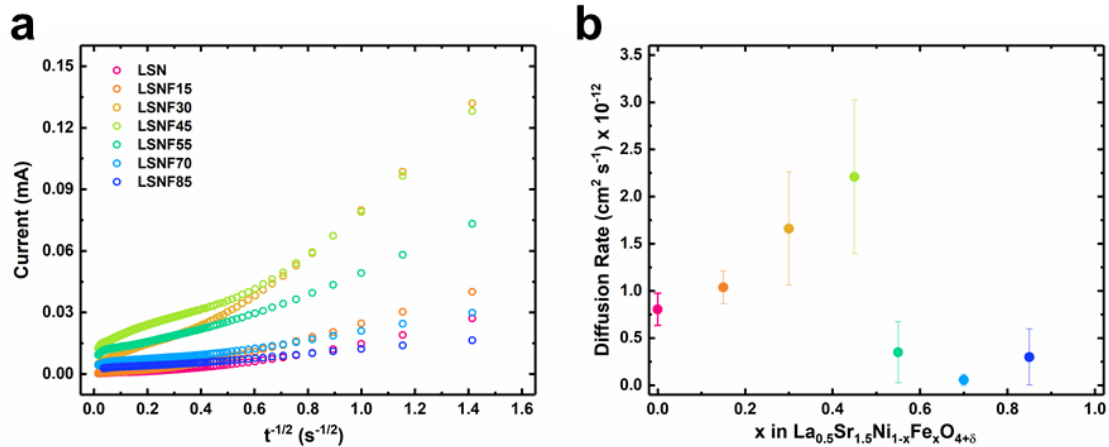 a
0.15
0.12
0.09
0.06
0.03
0.00
Current (mA)
LSN
LSNF15
LSNF30
LSNF45
LSNF55
LSNF70
LSNF85
0.0 0.2 0.4 0.6 0.8 1.0 1.2 1.4 1.6
t⁻¹/² (s⁻¹/²)
b
3.5
3.0
2.5
2.0
1.5
1.0
0.5
0.0
Diffusion Rate (cm² s⁻¹) x 10⁻¹²
0.0 0.2 0.4 0.6 0.8 1.0
x in La₀.₅Sr₁.₅Ni₁₋ₓFeₓO₄₊δ